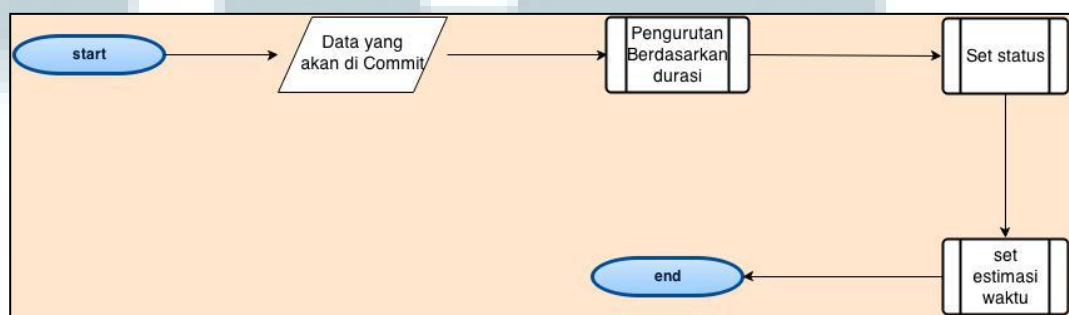 start
Data yang
akan di Commit
Pengurutan
Berdasarkan
durasi
Set status
set
estimasi
waktu
end